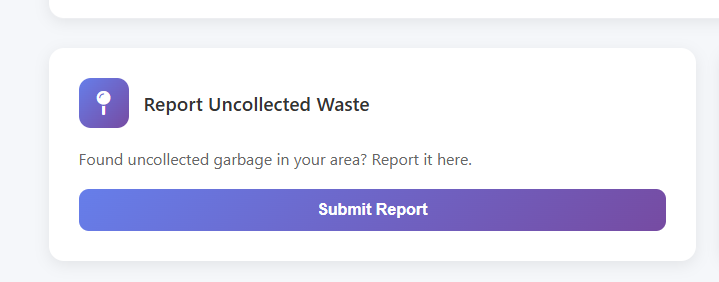 Report Uncollected Waste
Found uncollected garbage in your area? Report it here.
Submit Report